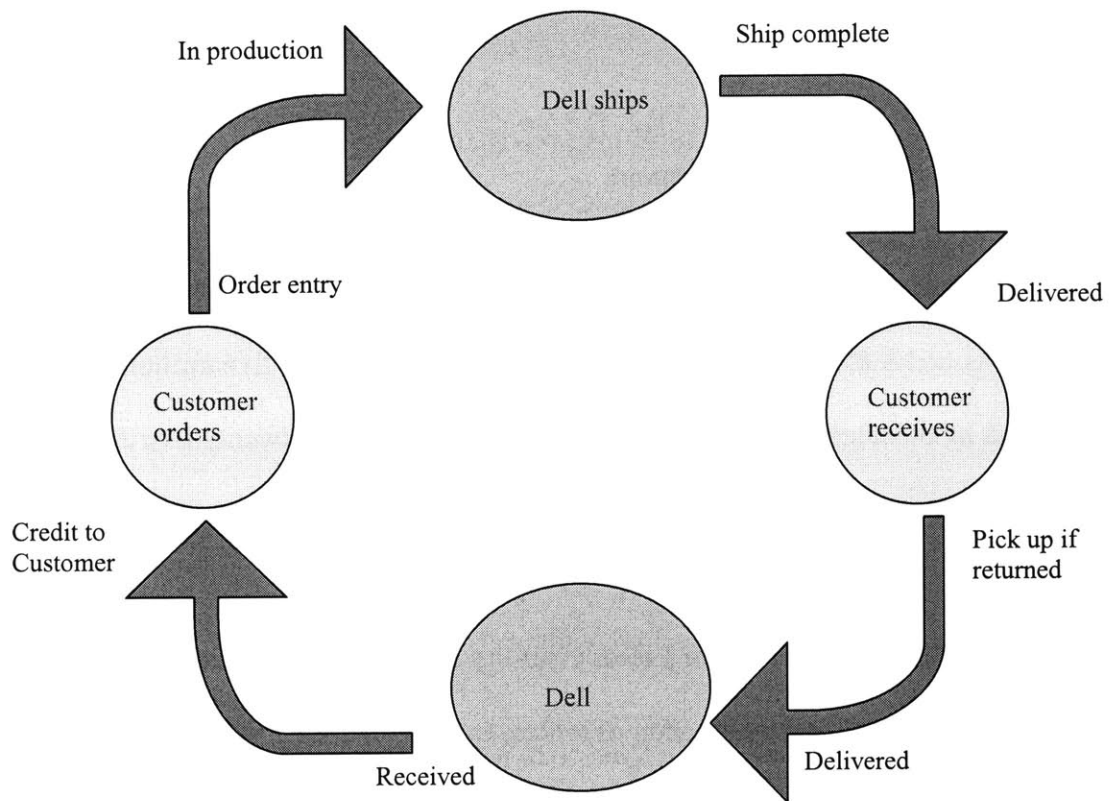 In production
Ship complete
Dell ships
Order entry
Delivered
Customer
orders
Customer
receives
Credit to
Customer
Pick up if
returned
Dell
Delivered
Received